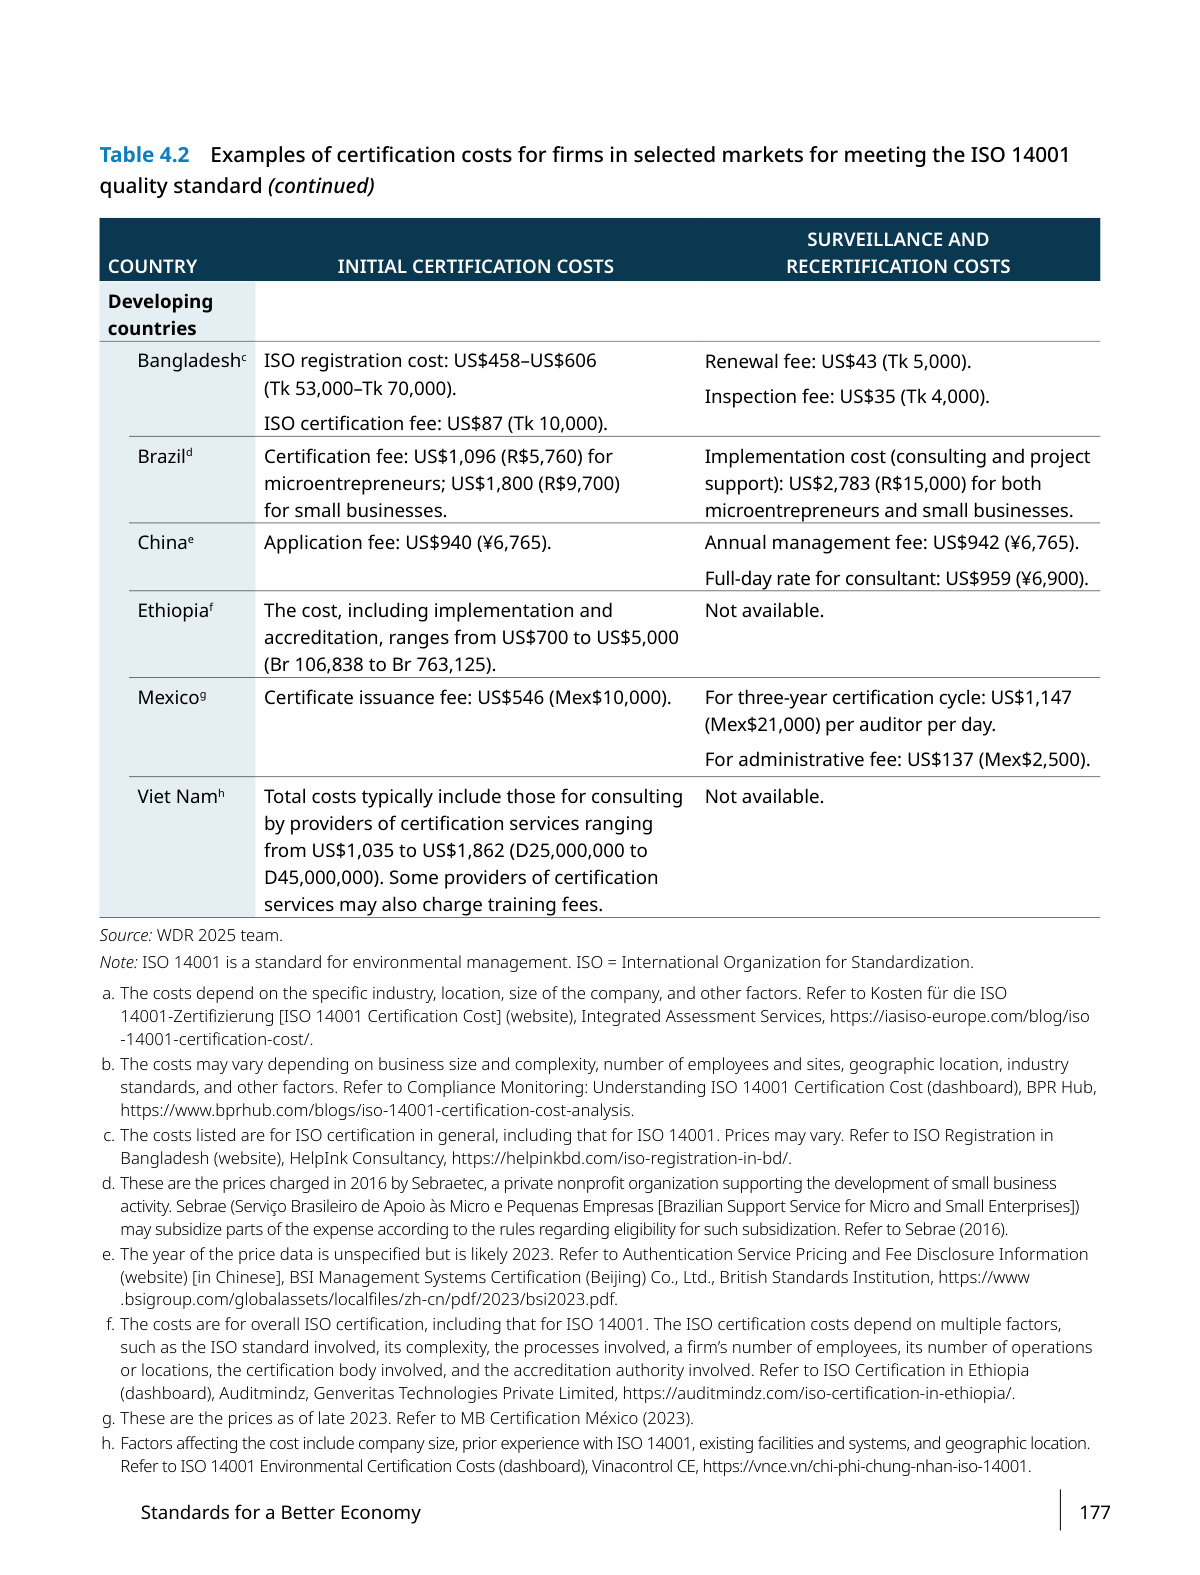 Table 4.2 Examples of certification costs for firms in selected markets for meeting the ISO 14001
quality standard (continued)
COUNTRY
INITIAL CERTIFICATION COSTS
SURVEILLANCE AND
RECERTIFICATION COSTS
Developing
countries
Bangladeshᶜ
ISO registration cost: US$458–US$606
(Tk 53,000–Tk 70,000).
ISO certification fee: US$87 (Tk 10,000).
Renewal fee: US$43 (Tk 5,000).
Inspection fee: US$35 (Tk 4,000).
Brazilᵈ
Certification fee: US$1,096 (R$5,760) for
microentrepreneurs; US$1,800 (R$9,700)
for small businesses.
Implementation cost (consulting and project
support): US$2,783 (R$15,000) for both
microentrepreneurs and small businesses.
Chinaᵉ
Application fee: US$940 (¥6,765).
Annual management fee: US$942 (¥6,765).
Full-day rate for consultant: US$959 (¥6,900).
Ethiopiaᶠ
The cost, including implementation and
accreditation, ranges from US$700 to US$5,000
(Br 106,838 to Br 763,125).
Not available.
Mexicoᵍ
Certificate issuance fee: US$546 (Mex$10,000).
For three-year certification cycle: US$1,147
(Mex$21,000) per auditor per day.
For administrative fee: US$137 (Mex$2,500).
Viet Namʰ
Total costs typically include those for consulting
by providers of certification services ranging
from US$1,035 to US$1,862 (D25,000,000 to
D45,000,000). Some providers of certification
services may also charge training fees.
Not available.
Source: WDR 2025 team.
Note: ISO 14001 is a standard for environmental management. ISO = International Organization for Standardization.
a. The costs depend on the specific industry, location, size of the company, and other factors. Refer to Kosten für die ISO
14001-Zertifizierung [ISO 14001 Certification Cost] (website), Integrated Assessment Services, https://iasiso-europe.com/blog/iso
-14001-certification-cost/.
b. The costs may vary depending on business size and complexity, number of employees and sites, geographic location, industry
standards, and other factors. Refer to Compliance Monitoring: Understanding ISO 14001 Certification Cost (dashboard), BPR Hub,
https://www.bprhub.com/blogs/iso-14001-certification-cost-analysis.
c. The costs listed are for ISO certification in general, including that for ISO 14001. Prices may vary. Refer to ISO Registration in
Bangladesh (website), HelpInk Consultancy, https://helpinkbd.com/iso-registration-in-bd/.
d. These are the prices charged in 2016 by Sebraetec, a private nonprofit organization supporting the development of small business
activity. Sebrae (Serviço Brasileiro de Apoio às Micro e Pequenas Empresas [Brazilian Support Service for Micro and Small Enterprises])
may subsidize parts of the expense according to the rules regarding eligibility for such subsidization. Refer to Sebrae (2016).
e. The year of the price data is unspecified but is likely 2023. Refer to Authentication Service Pricing and Fee Disclosure Information
(website) [in Chinese], BSI Management Systems Certification (Beijing) Co., Ltd., British Standards Institution, https://www
.bsigroup.com/globalassets/localfiles/zh-cn/pdf/2023/bsi2023.pdf.
f. The costs are for overall ISO certification, including that for ISO 14001. The ISO certification costs depend on multiple factors,
such as the ISO standard involved, its complexity, the processes involved, a firm's number of employees, its number of operations
or locations, the certification body involved, and the accreditation authority involved. Refer to ISO Certification in Ethiopia
(dashboard), Auditmindz, Genveritas Technologies Private Limited, https://auditmindz.com/iso-certification-in-ethiopia/.
g. These are the prices as of late 2023. Refer to MB Certification México (2023).
h. Factors affecting the cost include company size, prior experience with ISO 14001, existing facilities and systems, and geographic location.
Refer to ISO 14001 Environmental Certification Costs (dashboard), Vinacontrol CE, https://vnce.vn/chi-phi-chung-nhan-iso-14001.
Standards for a Better Economy
177